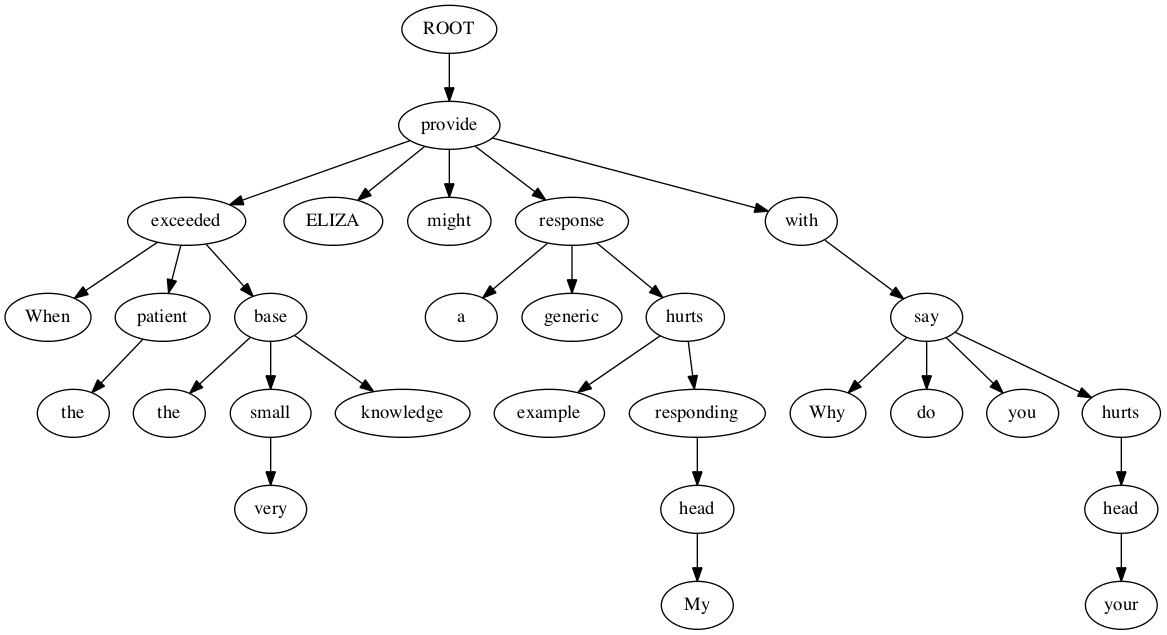 ROOT
provide
exceeded ELIZA might response with
When patient base a generic hurts say
the the small knowledge example responding Why do you hurts
very head head
My your